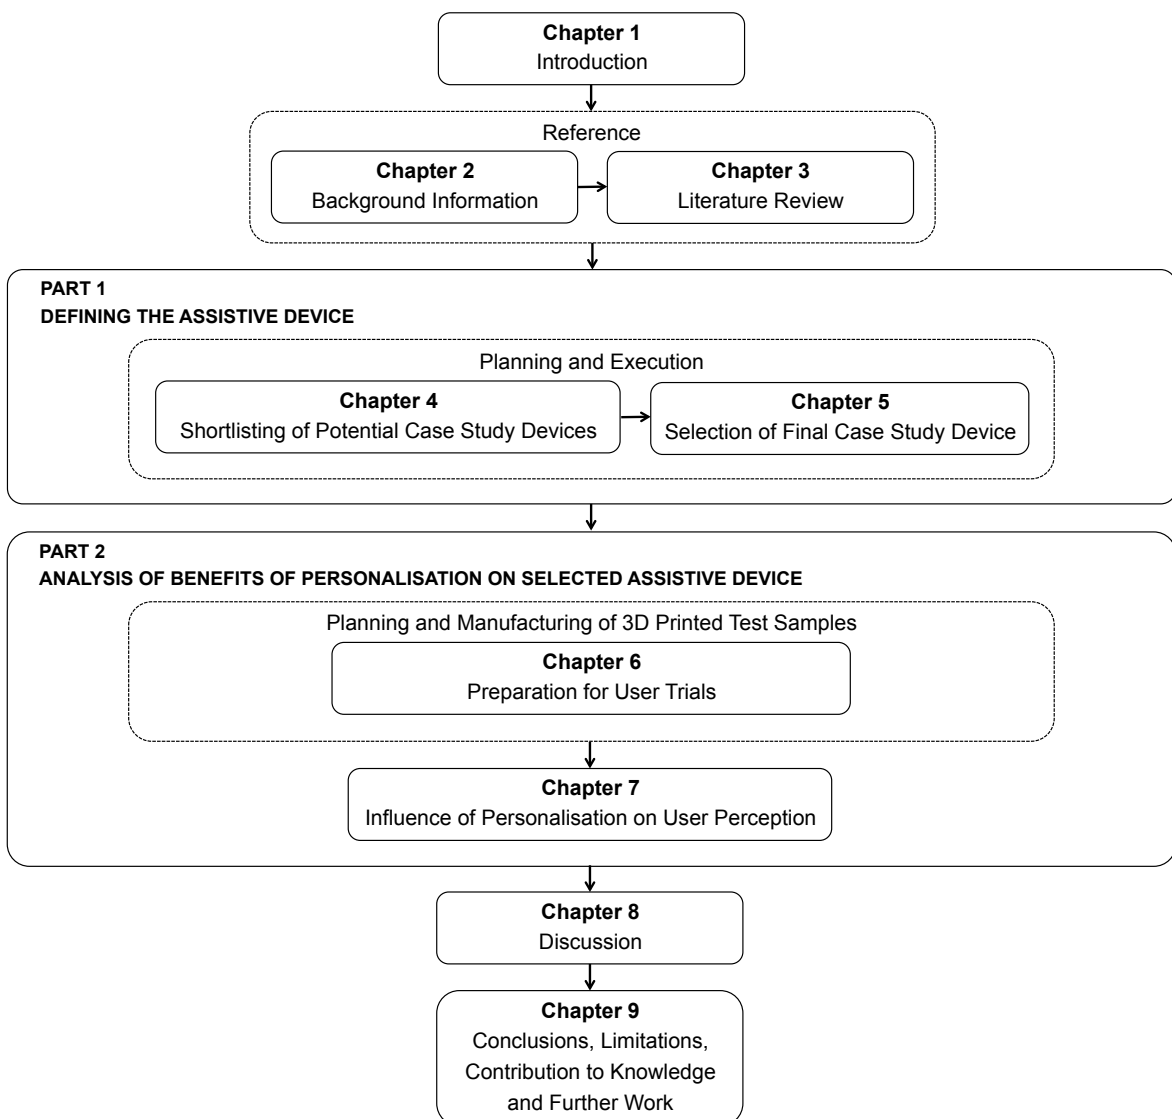 Chapter 1
Introduction
Reference
Chapter 2
Background Information
Chapter 3
Literature Review
PART 1
DEFINING THE ASSISTIVE DEVICE
Planning and Execution
Chapter 4
Shortlisting of Potential Case Study Devices
Chapter 5
Selection of Final Case Study Device
PART 2
ANALYSIS OF BENEFITS OF PERSONALISATION ON SELECTED ASSISTIVE DEVICE
Planning and Manufacturing of 3D Printed Test Samples
Chapter 6
Preparation for User Trials
Chapter 7
Influence of Personalisation on User Perception
Chapter 8
Discussion
Chapter 9
Conclusions, Limitations,
Contribution to Knowledge
and Further Work